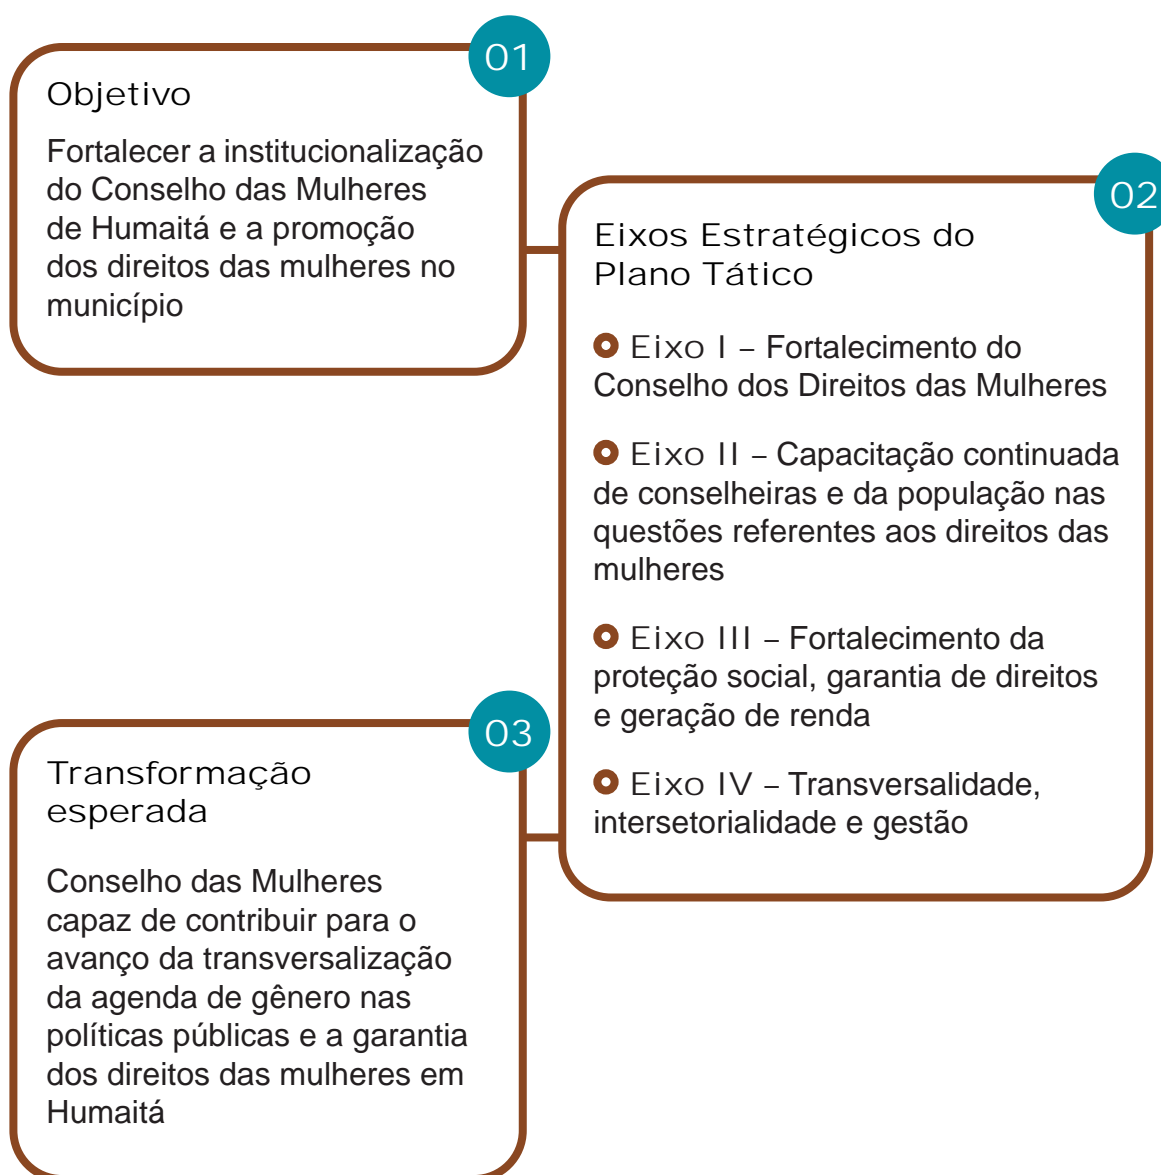 01
Objetivo
Fortalecer a institucionalização
do Conselho das Mulheres
de Humaitá e a promoção
dos direitos das mulheres no
município
02
Eixos Estratégicos do
Plano Tático
Eixo I – Fortalecimento do
Conselho dos Direitos das Mulheres
Eixo II – Capacitação continuada
de conselheiras e da população nas
questões referentes aos direitos das
mulheres
Eixo III – Fortalecimento da
proteção social, garantia de direitos
e geração de renda
Eixo IV – Transversalidade,
intersetorialidade e gestão
03
Transformação
esperada
Conselho das Mulheres
capaz de contribuir para o
avanço da transversalização
da agenda de gênero nas
políticas públicas e a garantia
dos direitos das mulheres em
Humaitá